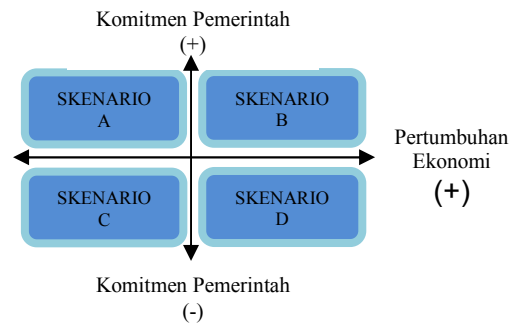 Komitmen Pemerintah
(+)
SKENARIO
A
SKENARIO
B
Pertumbuhan
Ekonomi
(+)
SKENARIO
C
SKENARIO
D
Komitmen Pemerintah
(-)